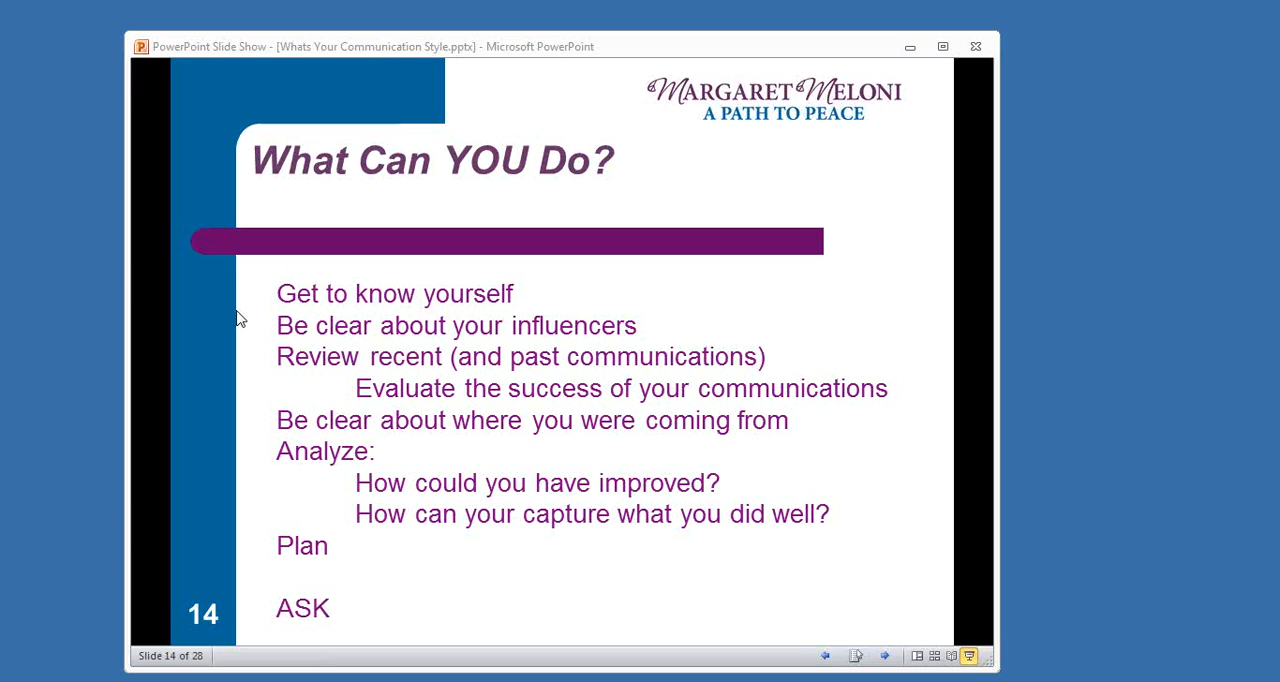 PowerPoint Slide Show - [Whats Your Communication Style.pptx] - Microsoft PowerPoint
MARGARET MELONI
A PATH TO PEACE
What Can YOU Do?
Get to know yourself
Be clear about your influencers
Review recent (and past communications)
Evaluate the success of your communications
Be clear about where you were coming from
Analyze:
How could you have improved?
How can your capture what you did well?
Plan
ASK
14
Slide 14 of 28